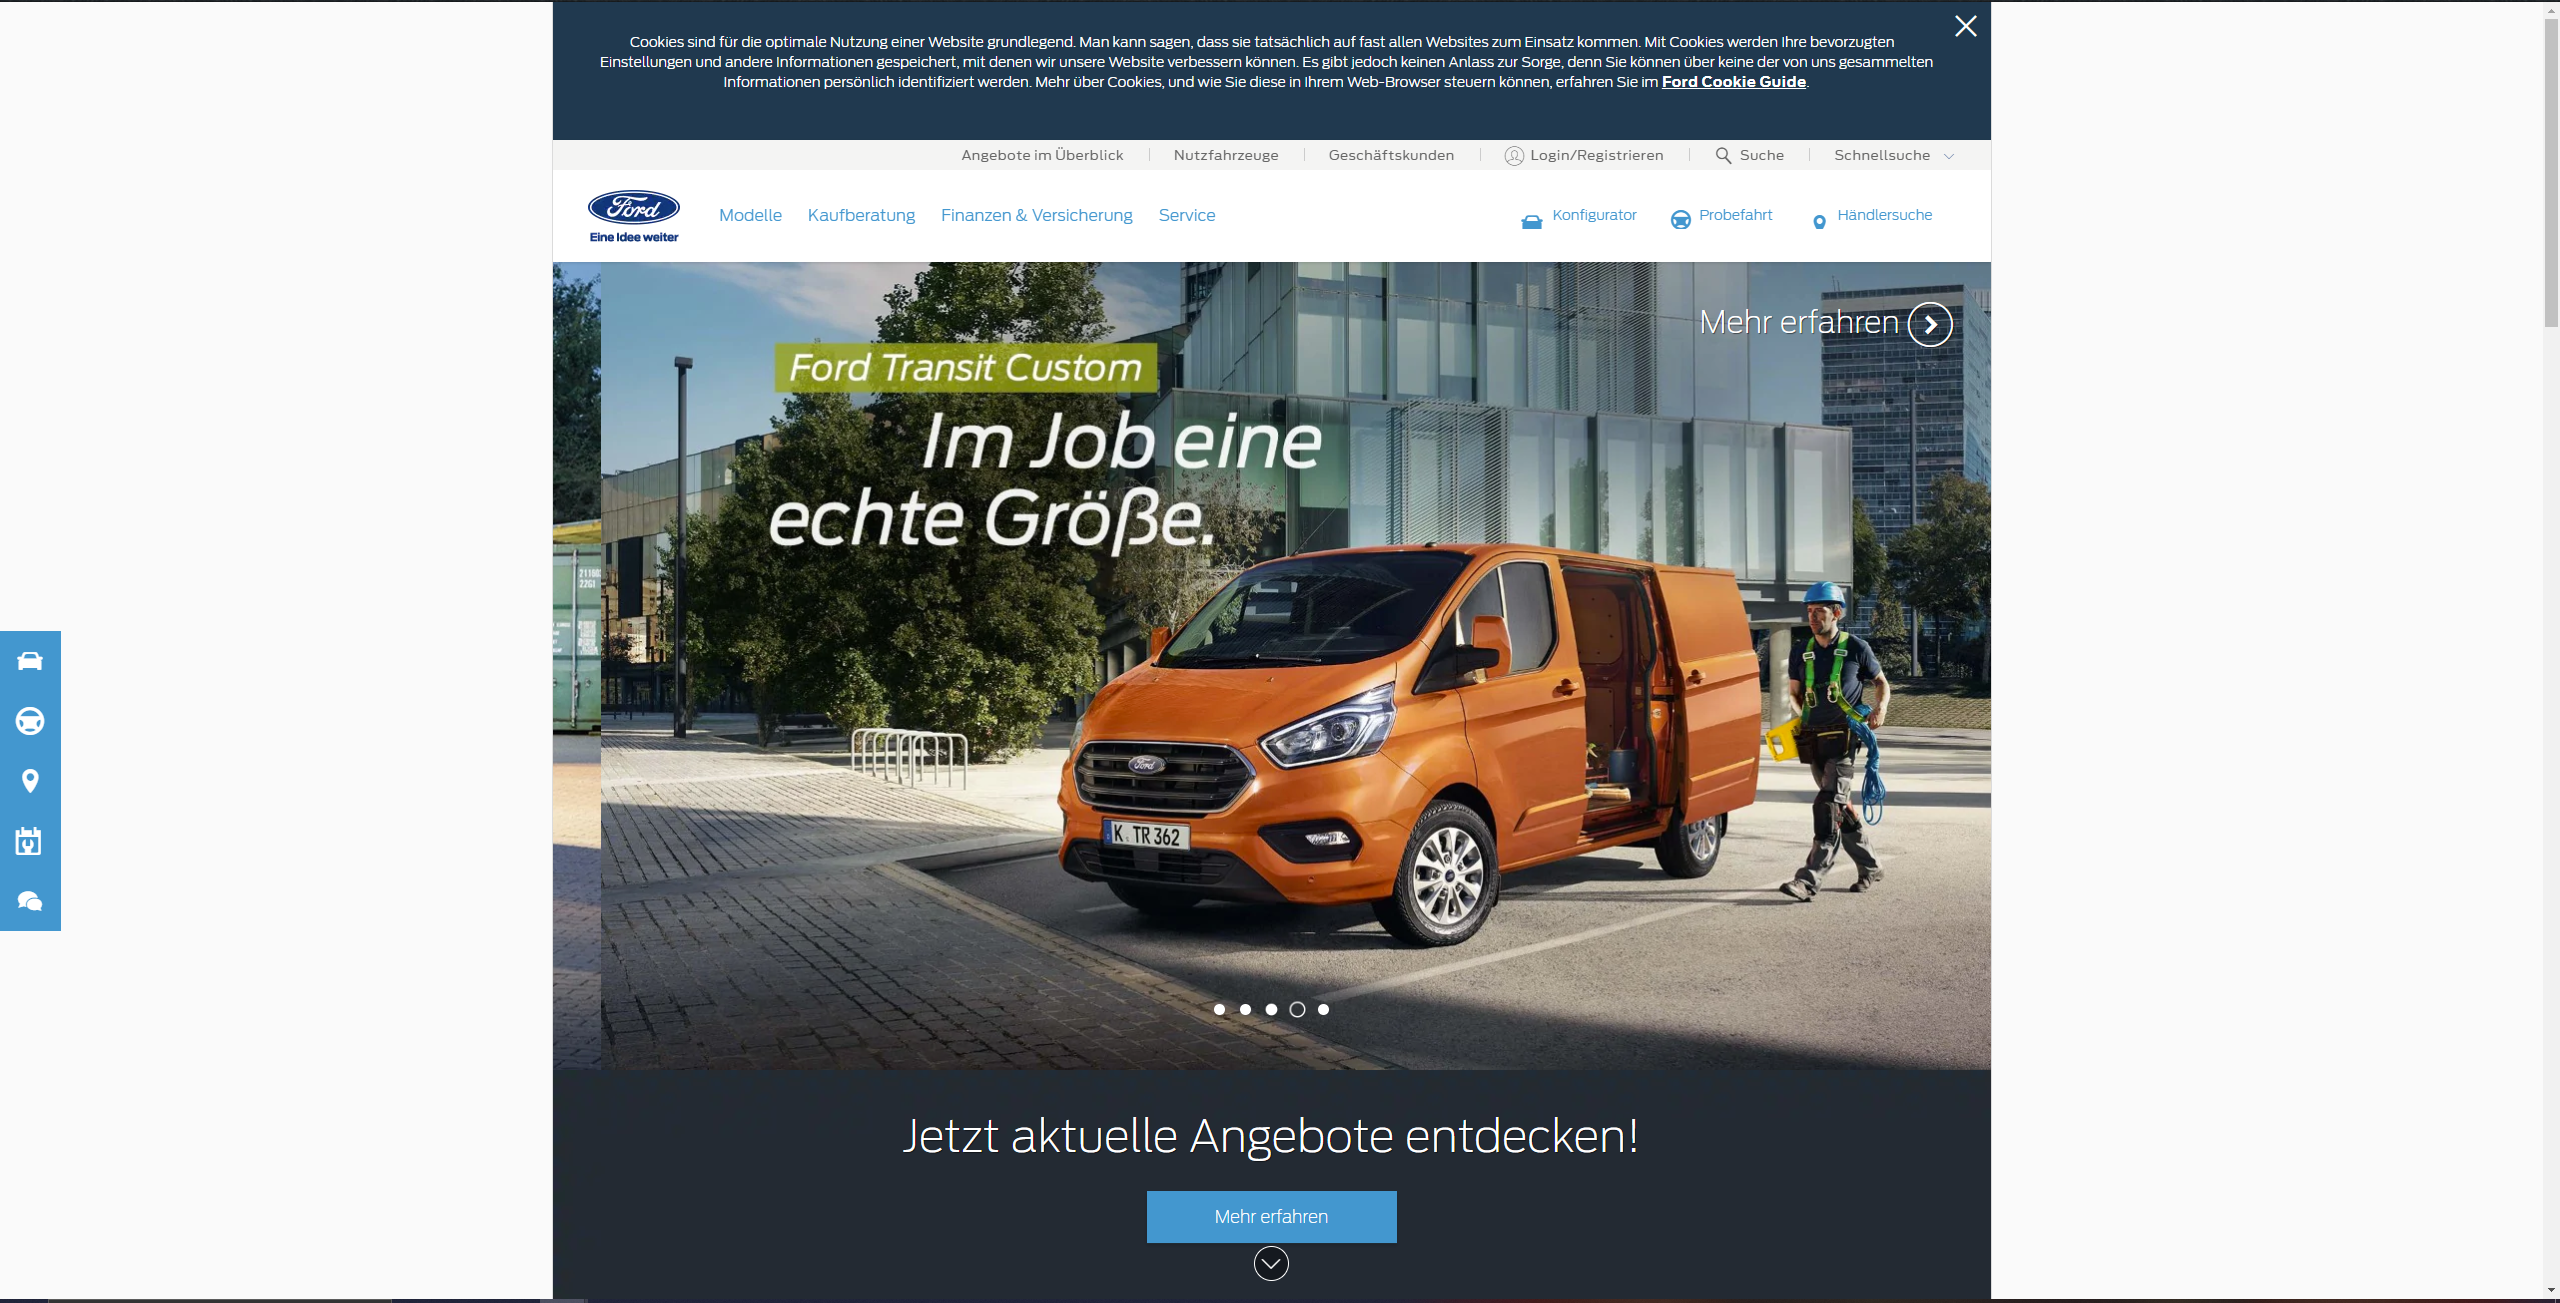 Cookies sind für die optimale Nutzung einer Website grundlegend. Man kann sagen, dass sie tatsächlich auf fast allen Websites zum Einsatz kommen. Mit Cookies werden Ihre bevorzugten
Einstellungen und andere Informationen gespeichert, mit denen wir unsere Website verbessern können. Es gibt jedoch keinen Anlass zur Sorge, denn Sie können über keine der von uns gesammelten
Informationen persönlich identifiziert werden. Mehr über Cookies, und wie Sie diese in Ihrem Web-Browser steuern können, erfahren Sie im Ford Cookie Guide.
Angebote im Überblick Nutzfahrzeuge Geschäftskunden Login/Registrieren Suche Schnellsuche
Ford
Eine Idee weiter
Modelle Kaufberatung Finanzen & Versicherung Service Konfigurator Probefahrt Händlersuche
Mehr erfahren
Ford Transit Custom
Im Job eine
echte Größe.
22G1
Ford
K TR 362
Jetzt aktuelle Angebote entdecken!
Mehr erfahren